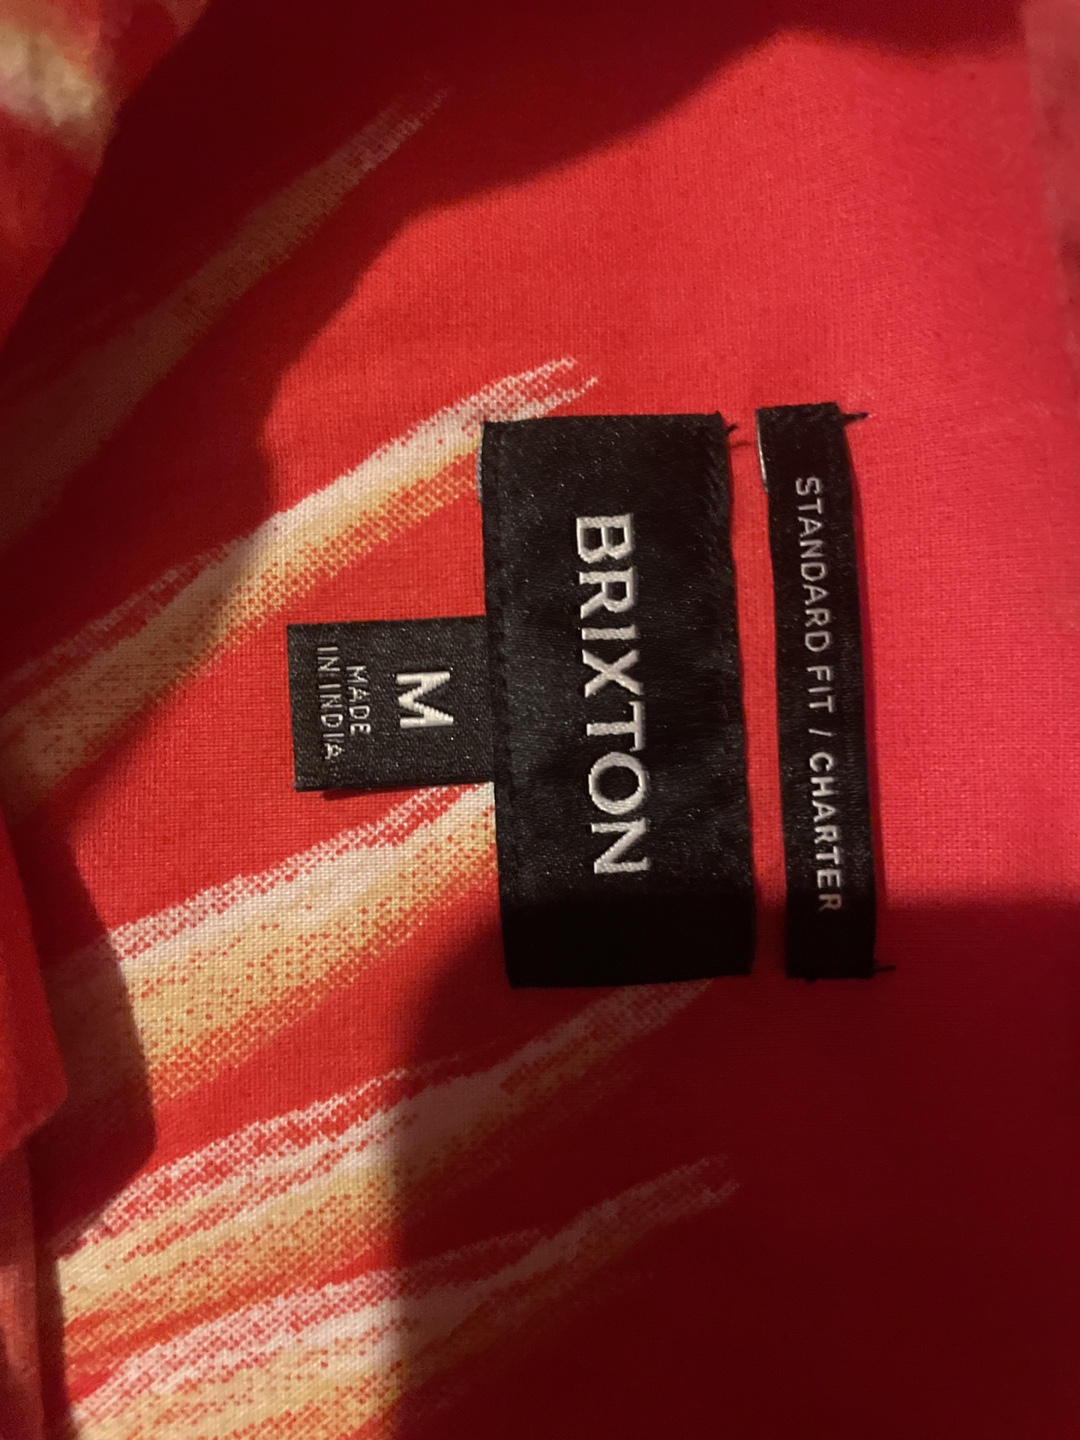 STANDARD FIT / CHARTER
BRIXTON
M
MADE
IN INDIA